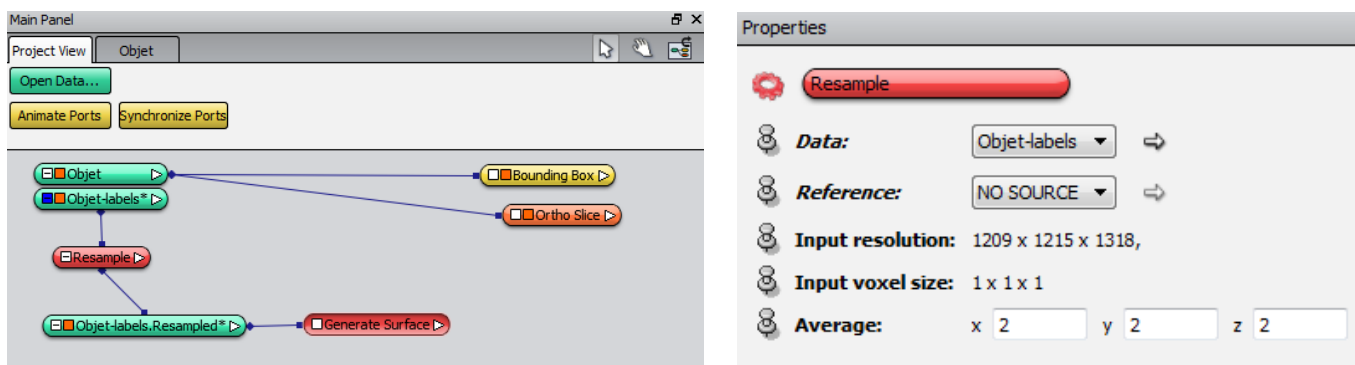 Main Panel
Project View Objet
Open Data...
Animate Ports Synchronize Ports
Objet Bounding Box
Objet-labels*
Ortho Slice
Resample
Objet-labels.Resampled* Generate Surface
Properties
Resample
Data: Objet-labels
Reference: NO SOURCE
Input resolution: 1209 x 1215 x 1318,
Input voxel size: 1 x 1 x 1
Average: x 2 y 2 z 2